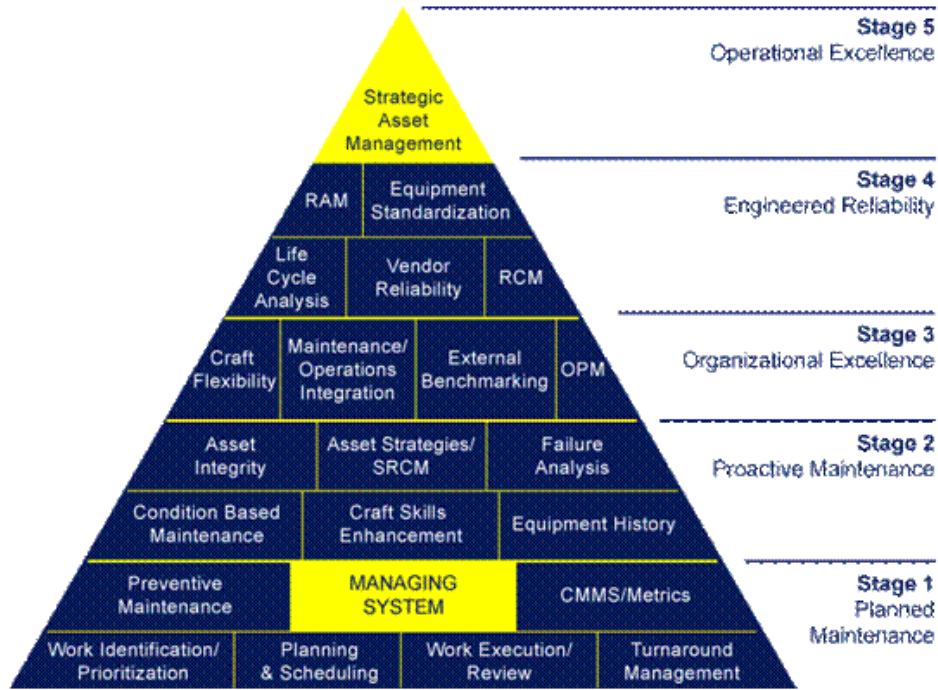 Stage 5
Operational Excellence
Strategic
Asset
Management
Stage 4
Engineered Reliability
RAM
Equipment
Standardization
Life
Cycle
Analysis
Vendor
Reliability
RCM
Stage 3
Organizational Excellence
Craft
Flexibility
Maintenance/
Operations
Integration
External
Benchmarking
OPM
Stage 2
Proactive Maintenance
Asset
Integrity
Asset Strategies/
SRCM
Failure
Analysis
Condition Based
Maintenance
Craft Skills
Enhancement
Equipment History
Stage 1
Planned
Maintenance
Preventive
Maintenance
MANAGING
SYSTEM
CMMS/Metrics
Work Identification/
Prioritization
Planning
& Scheduling
Work Execution/
Review
Turnaround
Management